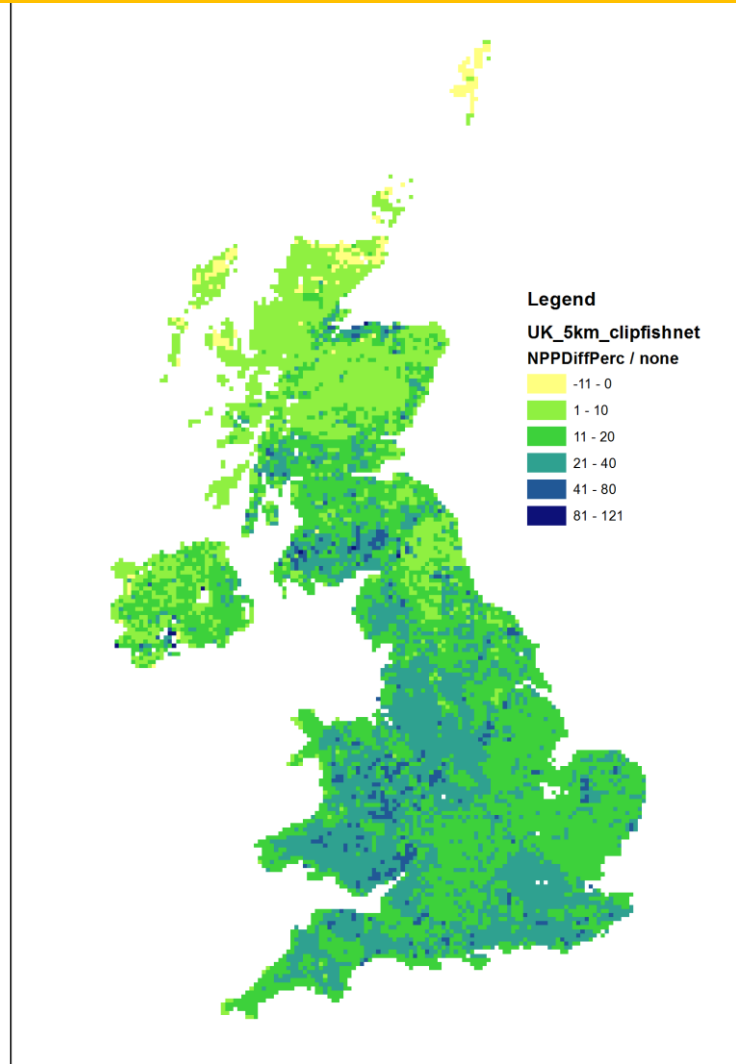 Legend
UK_5km_clipfishnet
NPPDiffPerc / none
-11 - 0
1 - 10
11 - 20
21 - 40
41 - 80
81 - 121